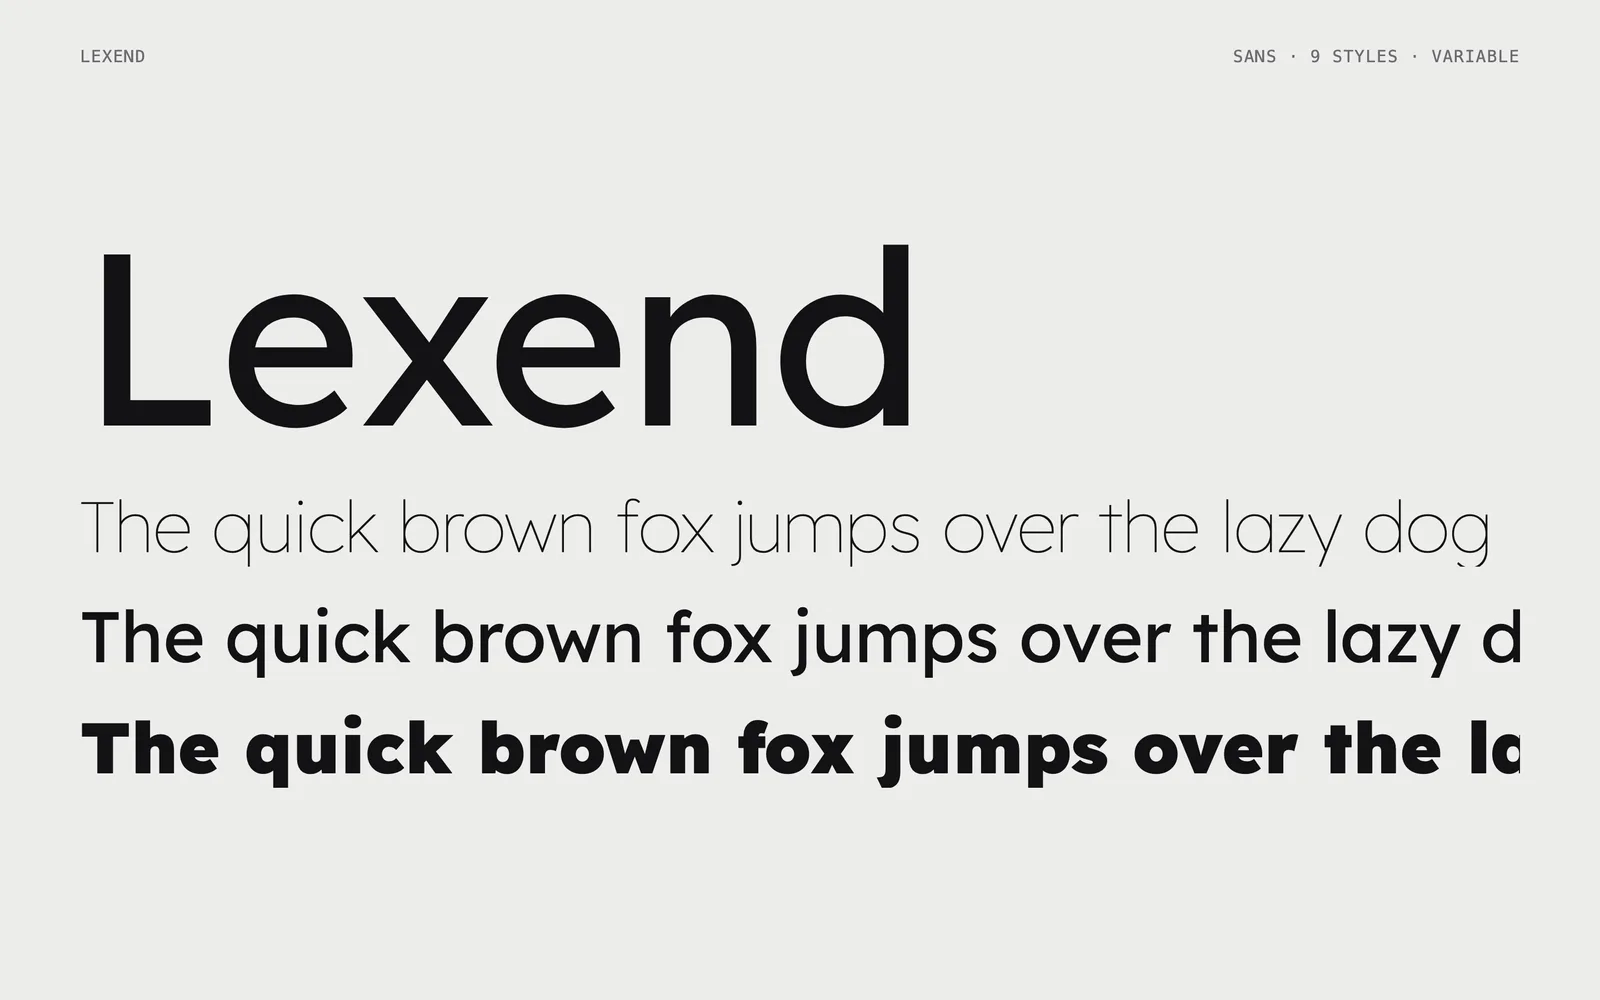 LEXEND
SANS · 9 STYLES · VARIABLE
Lexend
The quick brown fox jumps over the lazy dog
The quick brown fox jumps over the lazy d
The quick brown fox jumps over the la